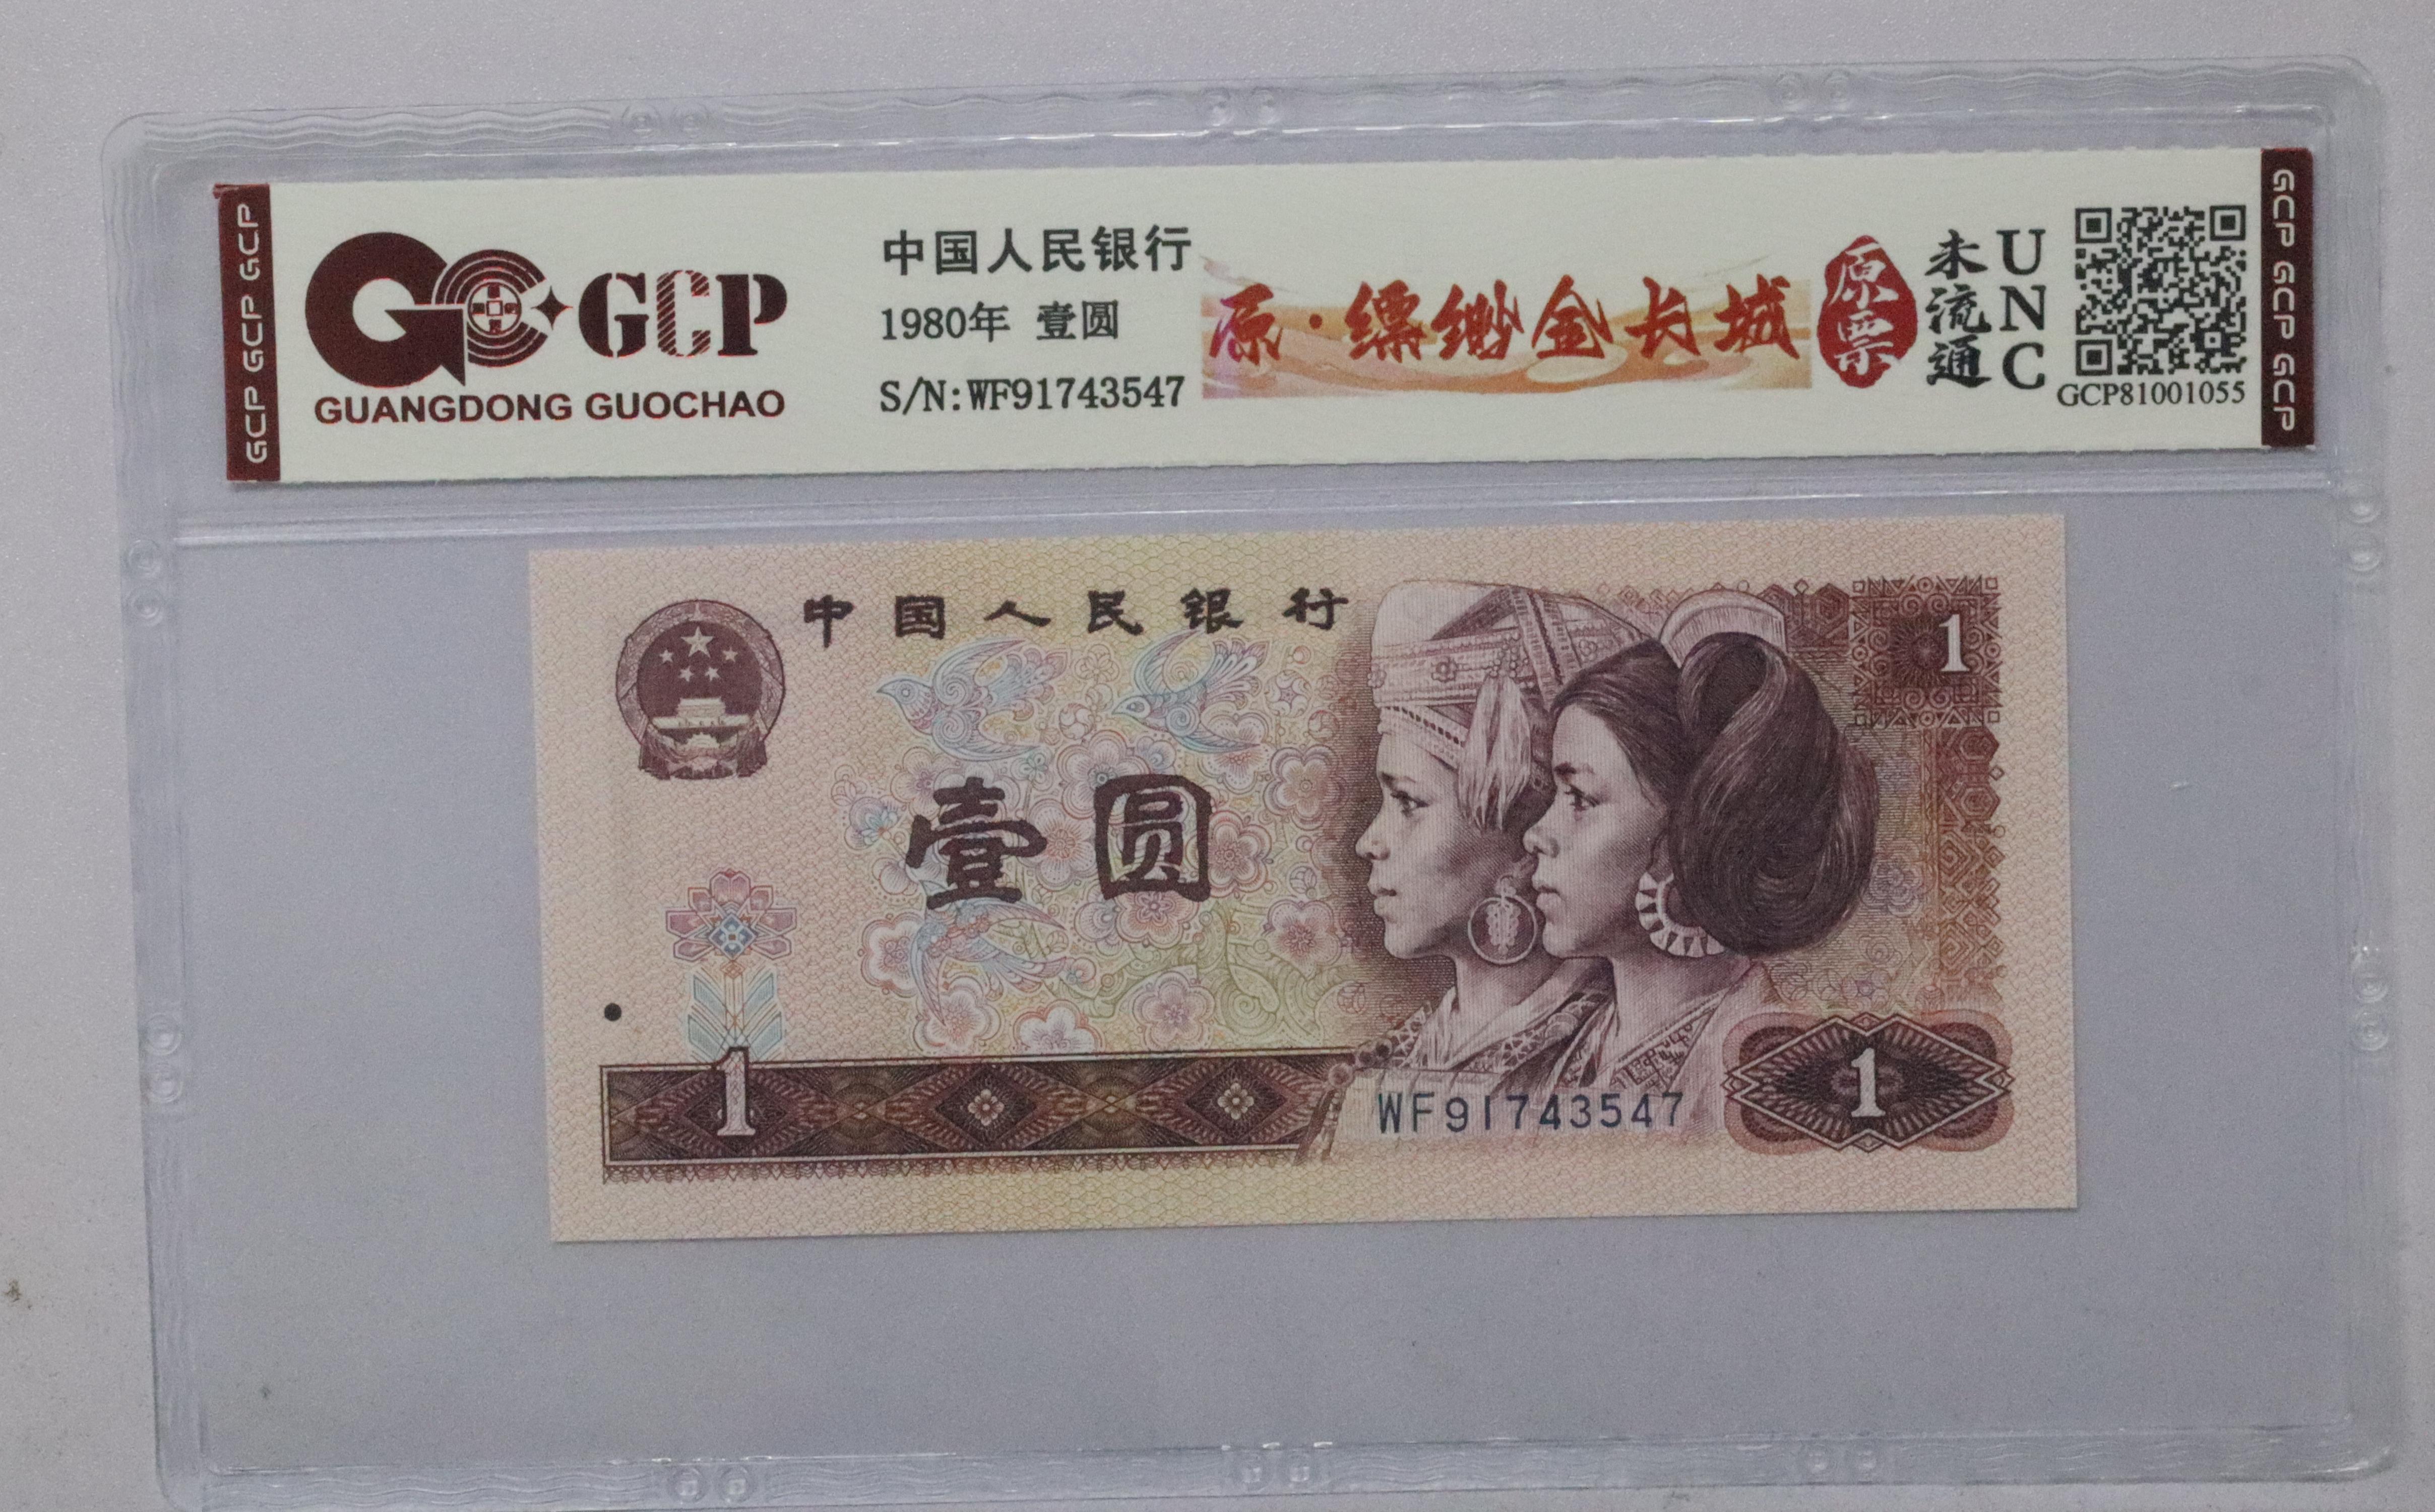 GCP GCP GCP
GCP
GUANGDONG GUOCHAO
中国人民银行
1980年 壹圆
S/N:WF91743547
原·缥缈金长城
原票
未流通
UNC
GCP81001055
GCP GCP GCP
中国人民银行
1
壹圆
1
WF91743547
1